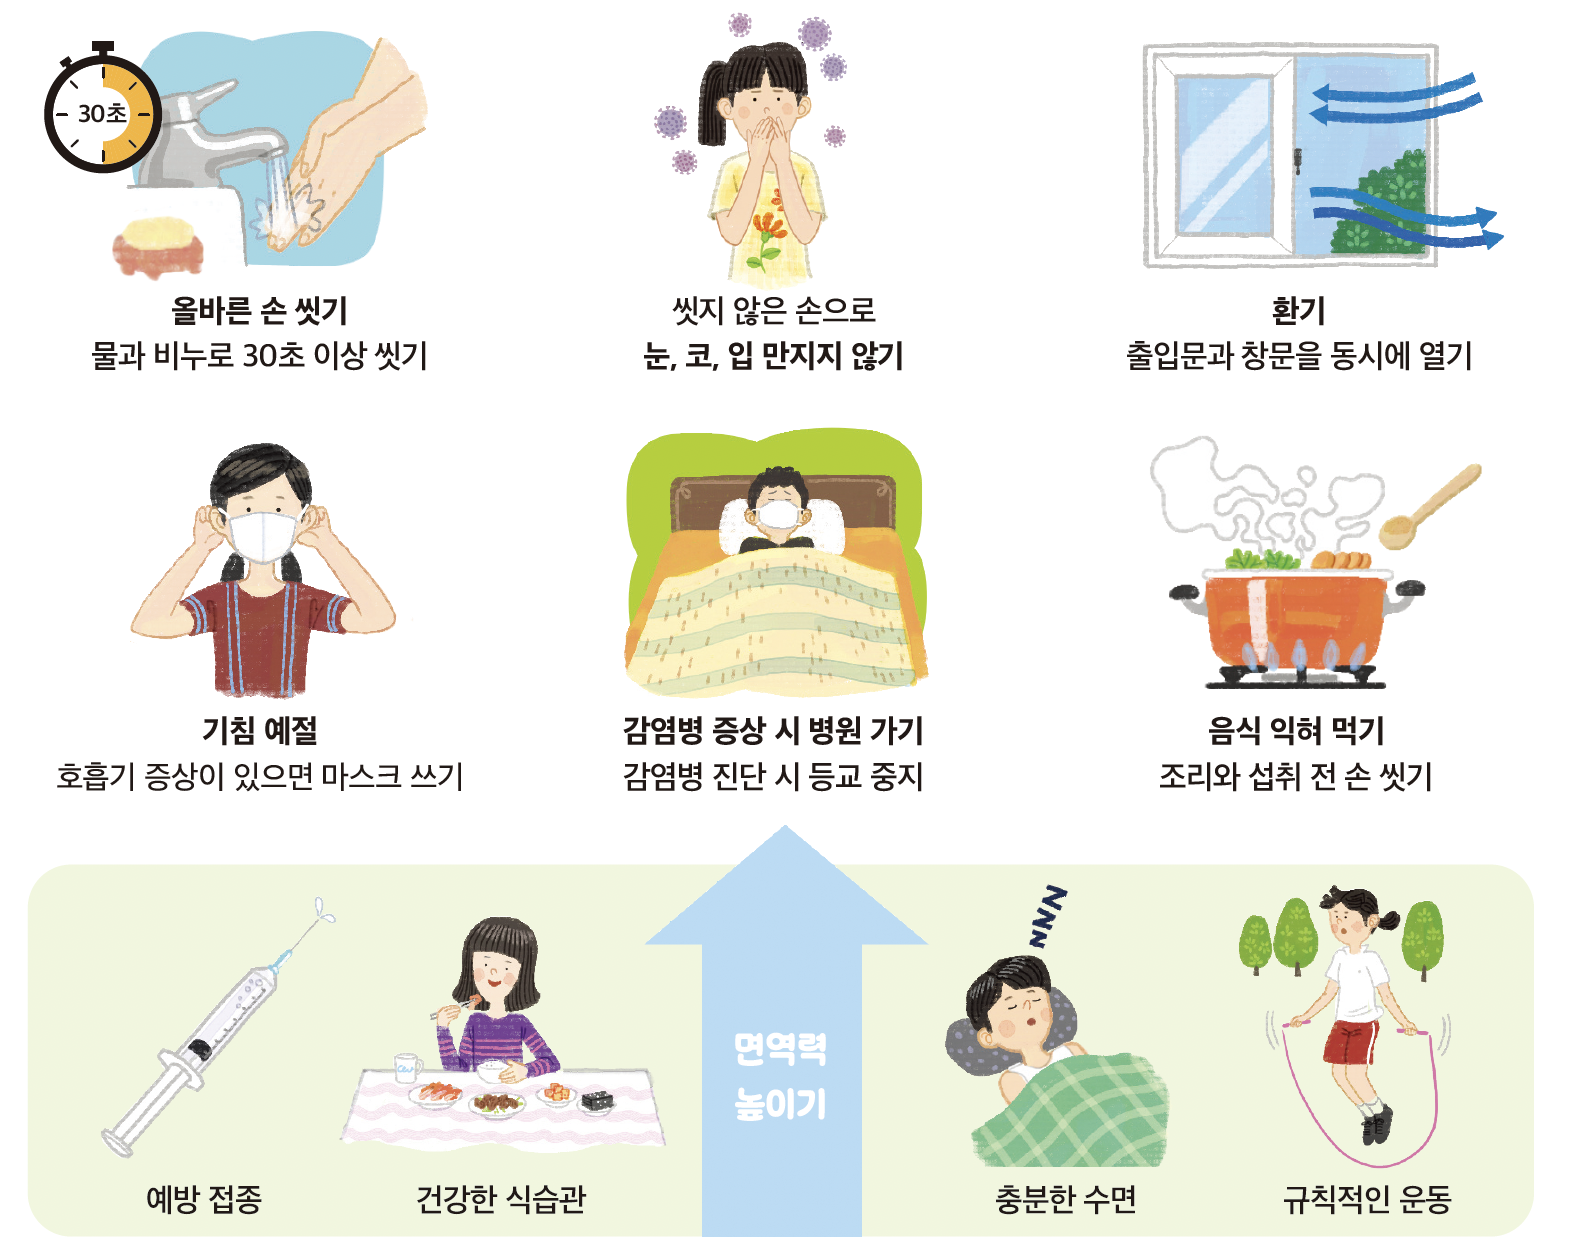 30초
올바른 손 씻기
물과 비누로 30초 이상 씻기
씻지 않은 손으로
눈, 코, 입 만지지 않기
환기
출입문과 창문을 동시에 열기
기침 예절
호흡기 증상이 있으면 마스크 쓰기
감염병 증상 시 병원 가기
감염병 진단 시 등교 중지
음식 익혀 먹기
조리와 섭취 전 손 씻기
면역력
높이기
NNNN
예방 접종
건강한 식습관
충분한 수면
규칙적인 운동